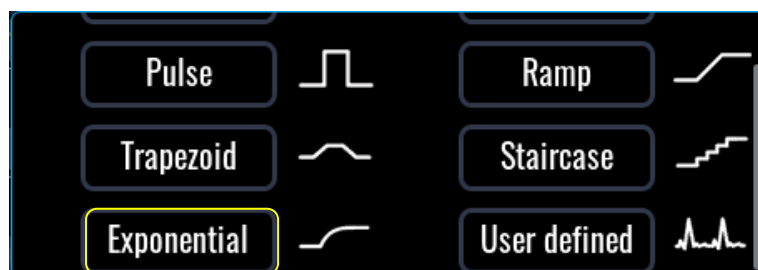 Pulse
Ramp
Trapezoid
Staircase
Exponential
User defined